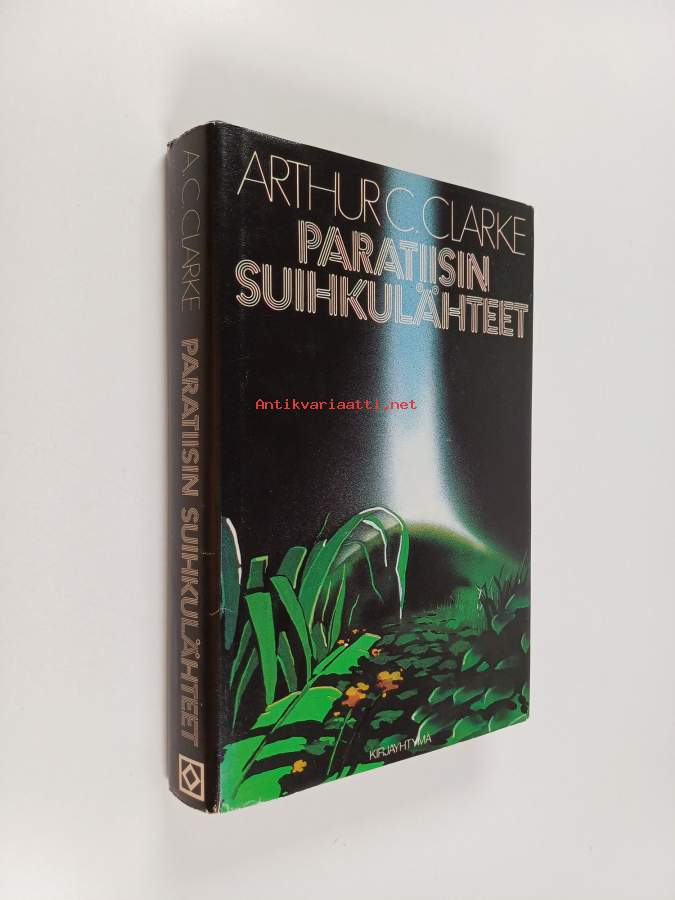 ARTHUR C. CLARKE
PARATIISIN
SUIHKULÄHTEET
Antikvariaatti.net
KIRJAYHTYMÄ
A. C. CLARKE PARATIISIN SUIHKULÄHTEET